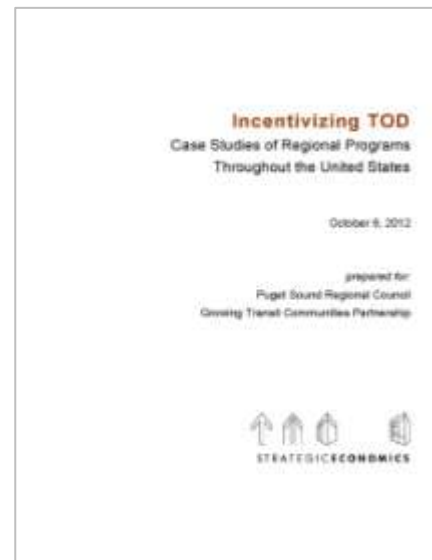 Incentivizing TOD
Case Studies of Regional Programs
Throughout the United States
October 6, 2012
prepared for:
Puget Sound Regional Council
Growing Transit Communities Partnership
STRATEGICECONOMICS